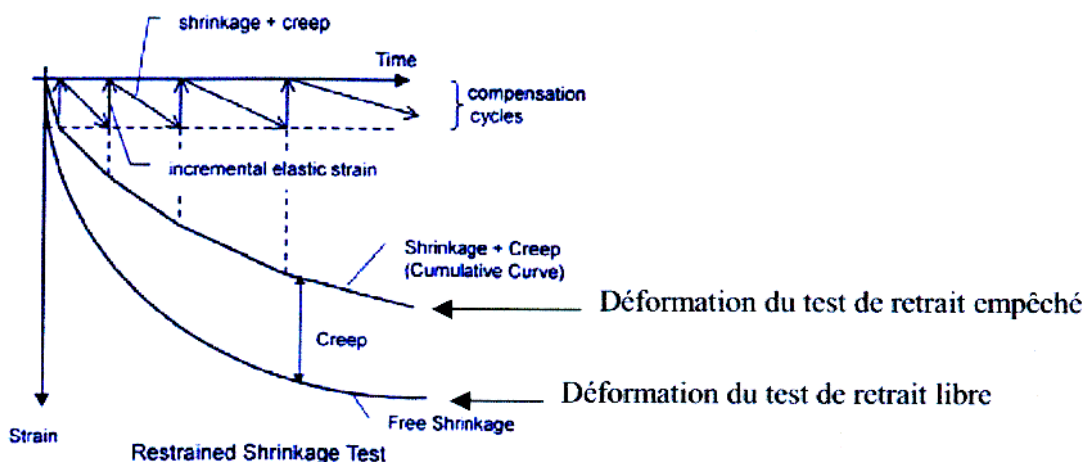 shrinkage + creep
Time
compensation
cycles
incremental elastic strain
Shrinkage + Creep
(Cumulative Curve)
Déformation du test de retrait empêché
Creep
Déformation du test de retrait libre
Free Shrinkage
Strain
Restrained Shrinkage Test